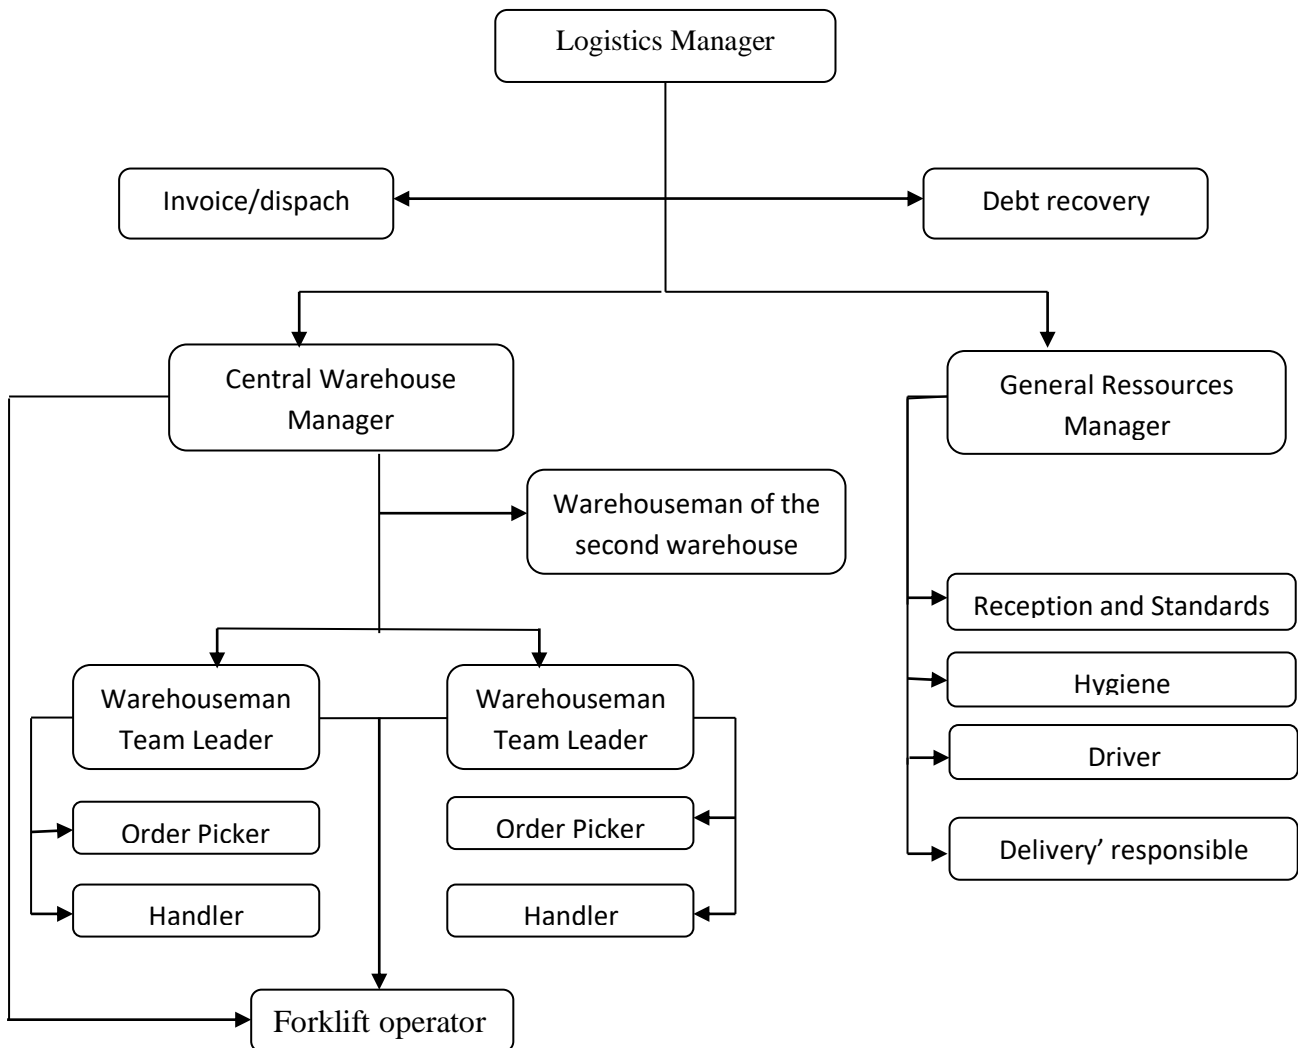 Logistics Manager
Invoice/dispach
Debt recovery
Central Warehouse
Manager
General Ressources
Manager
Warehouseman of the
second warehouse
Reception and Standards
Hygiene
Driver
Delivery’ responsible
Warehouseman
Team Leader
Warehouseman
Team Leader
Order Picker
Order Picker
Handler
Handler
Forklift operator